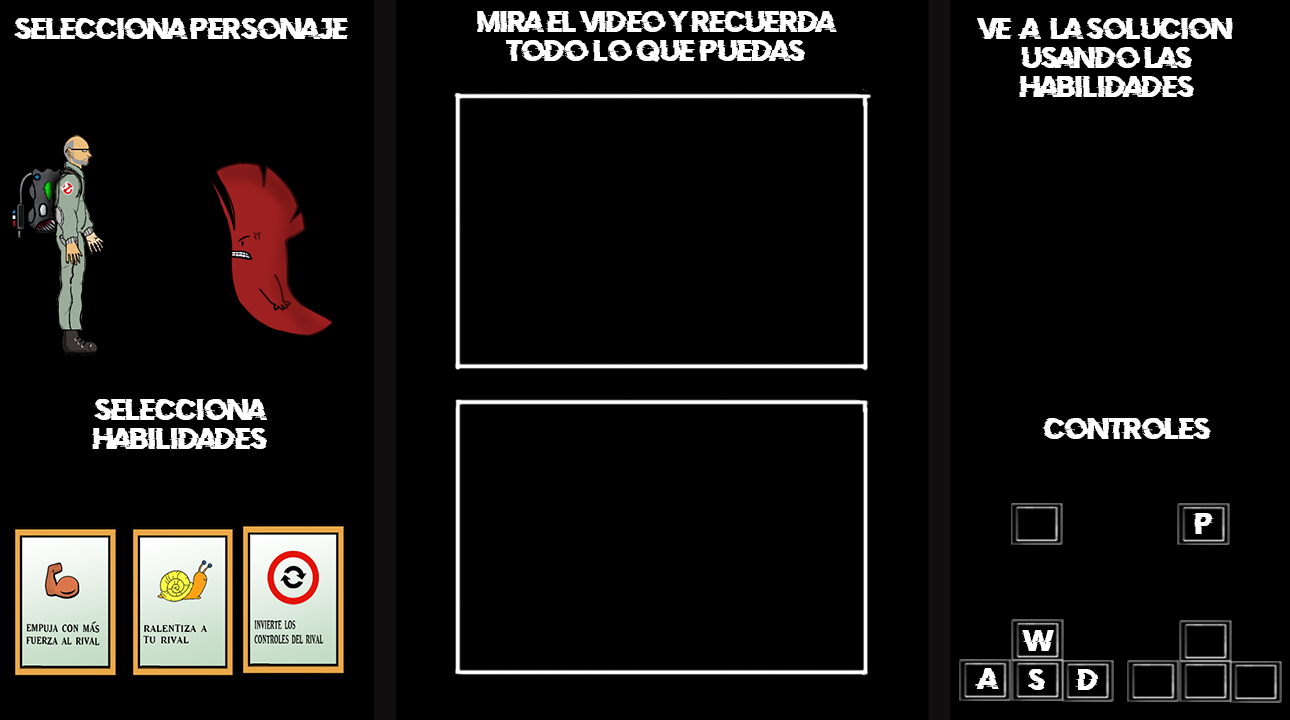 SELECCIONA PERSONAJE
SELECCIONA
HABILIDADES
EMPUJA CON MÁS
FUERZA AL RIVAL
RALENTIZA A
TU RIVAL
INVIERTE LOS
CONTROLES DEL RIVAL
MIRA EL VIDEO Y RECUERDA
TODO LO QUE PUEDAS
VE A LA SOLUCION
USANDO LAS
HABILIDADES
CONTROLES
P
W
A S D